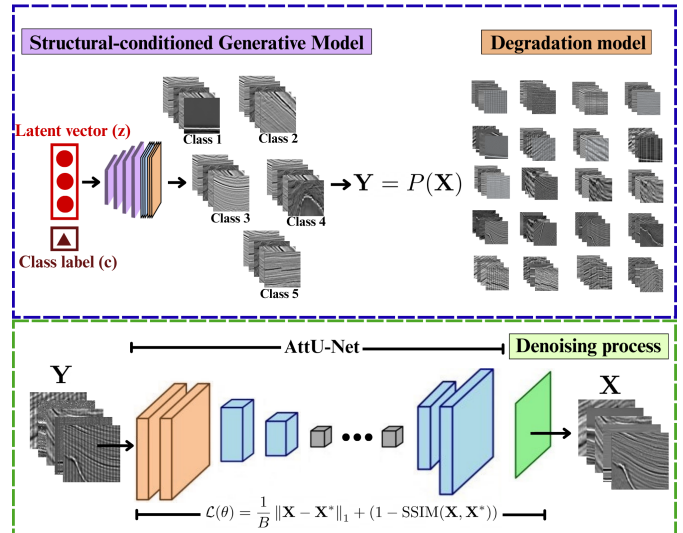 Structural-conditioned Generative Model
Degradation model
Latent vector (z)
Class label (c)
Class 1
Class 2
Class 3
Class 4
Class 5
Y = P(X)
AttU-Net
Denoising process
Y
X
L(θ) = 1/B ‖X − X*‖₁ + (1 − SSIM(X, X*))